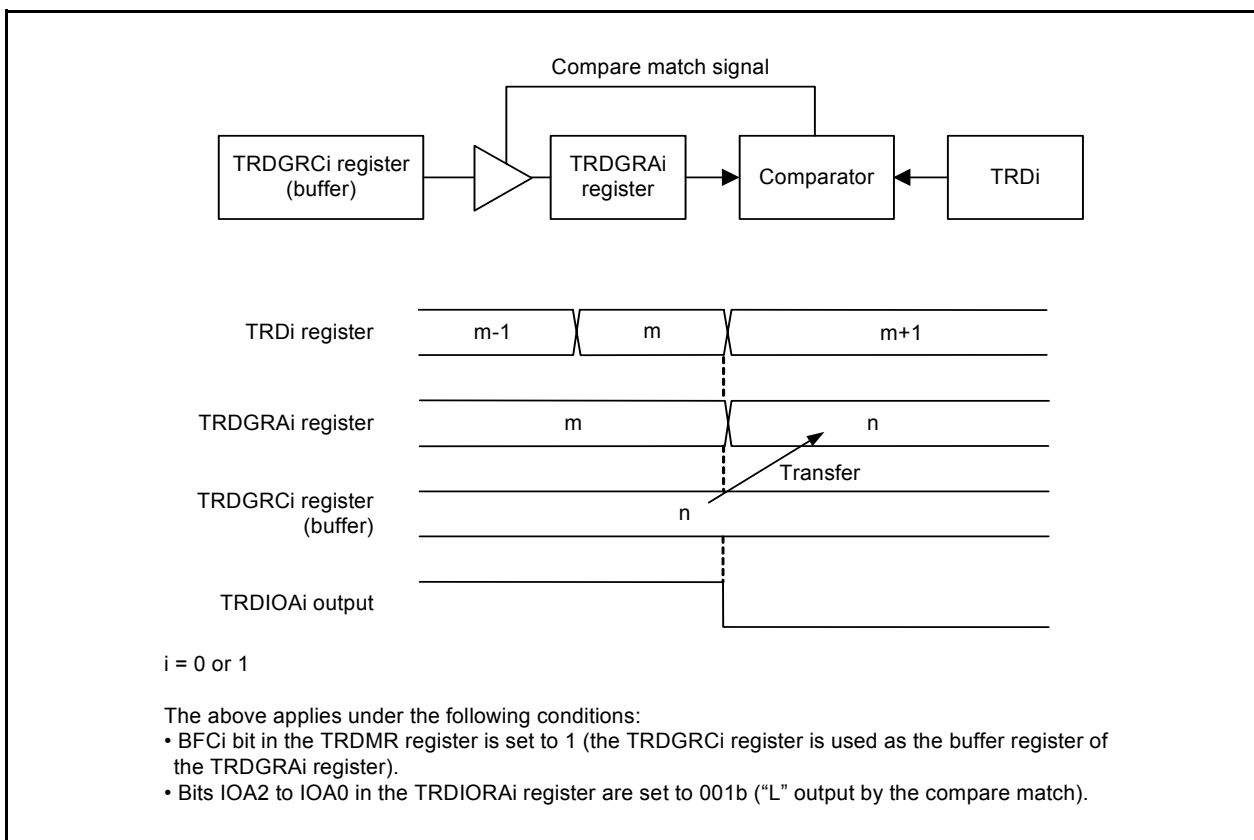 Compare match signal
TRDGRCi register
(buffer)
TRDGRAi
register
Comparator
TRDi
TRDi register
m-1
m
m+1
TRDGRAi register
m
n
Transfer
TRDGRCi register
(buffer)
n
TRDIOAi output
i = 0 or 1
The above applies under the following conditions:
• BFCi bit in the TRDMR register is set to 1 (the TRDGRCi register is used as the buffer register of
the TRDGRAi register).
• Bits IOA2 to IOA0 in the TRDIORAi register are set to 001b (“L” output by the compare match).